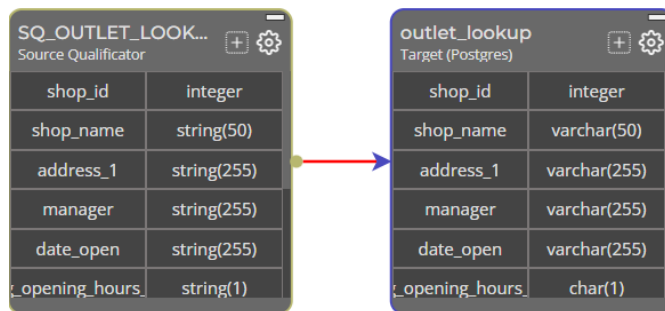 SQ_OUTLET_LOOK...
Source Qualificator
shop_id integer
shop_name string(50)
address_1 string(255)
manager string(255)
date_open string(255)
_opening_hours_ string(1)
outlet_lookup
Target (Postgres)
shop_id integer
shop_name varchar(50)
address_1 varchar(255)
manager varchar(255)
date_open varchar(255)
_opening_hours_ char(1)